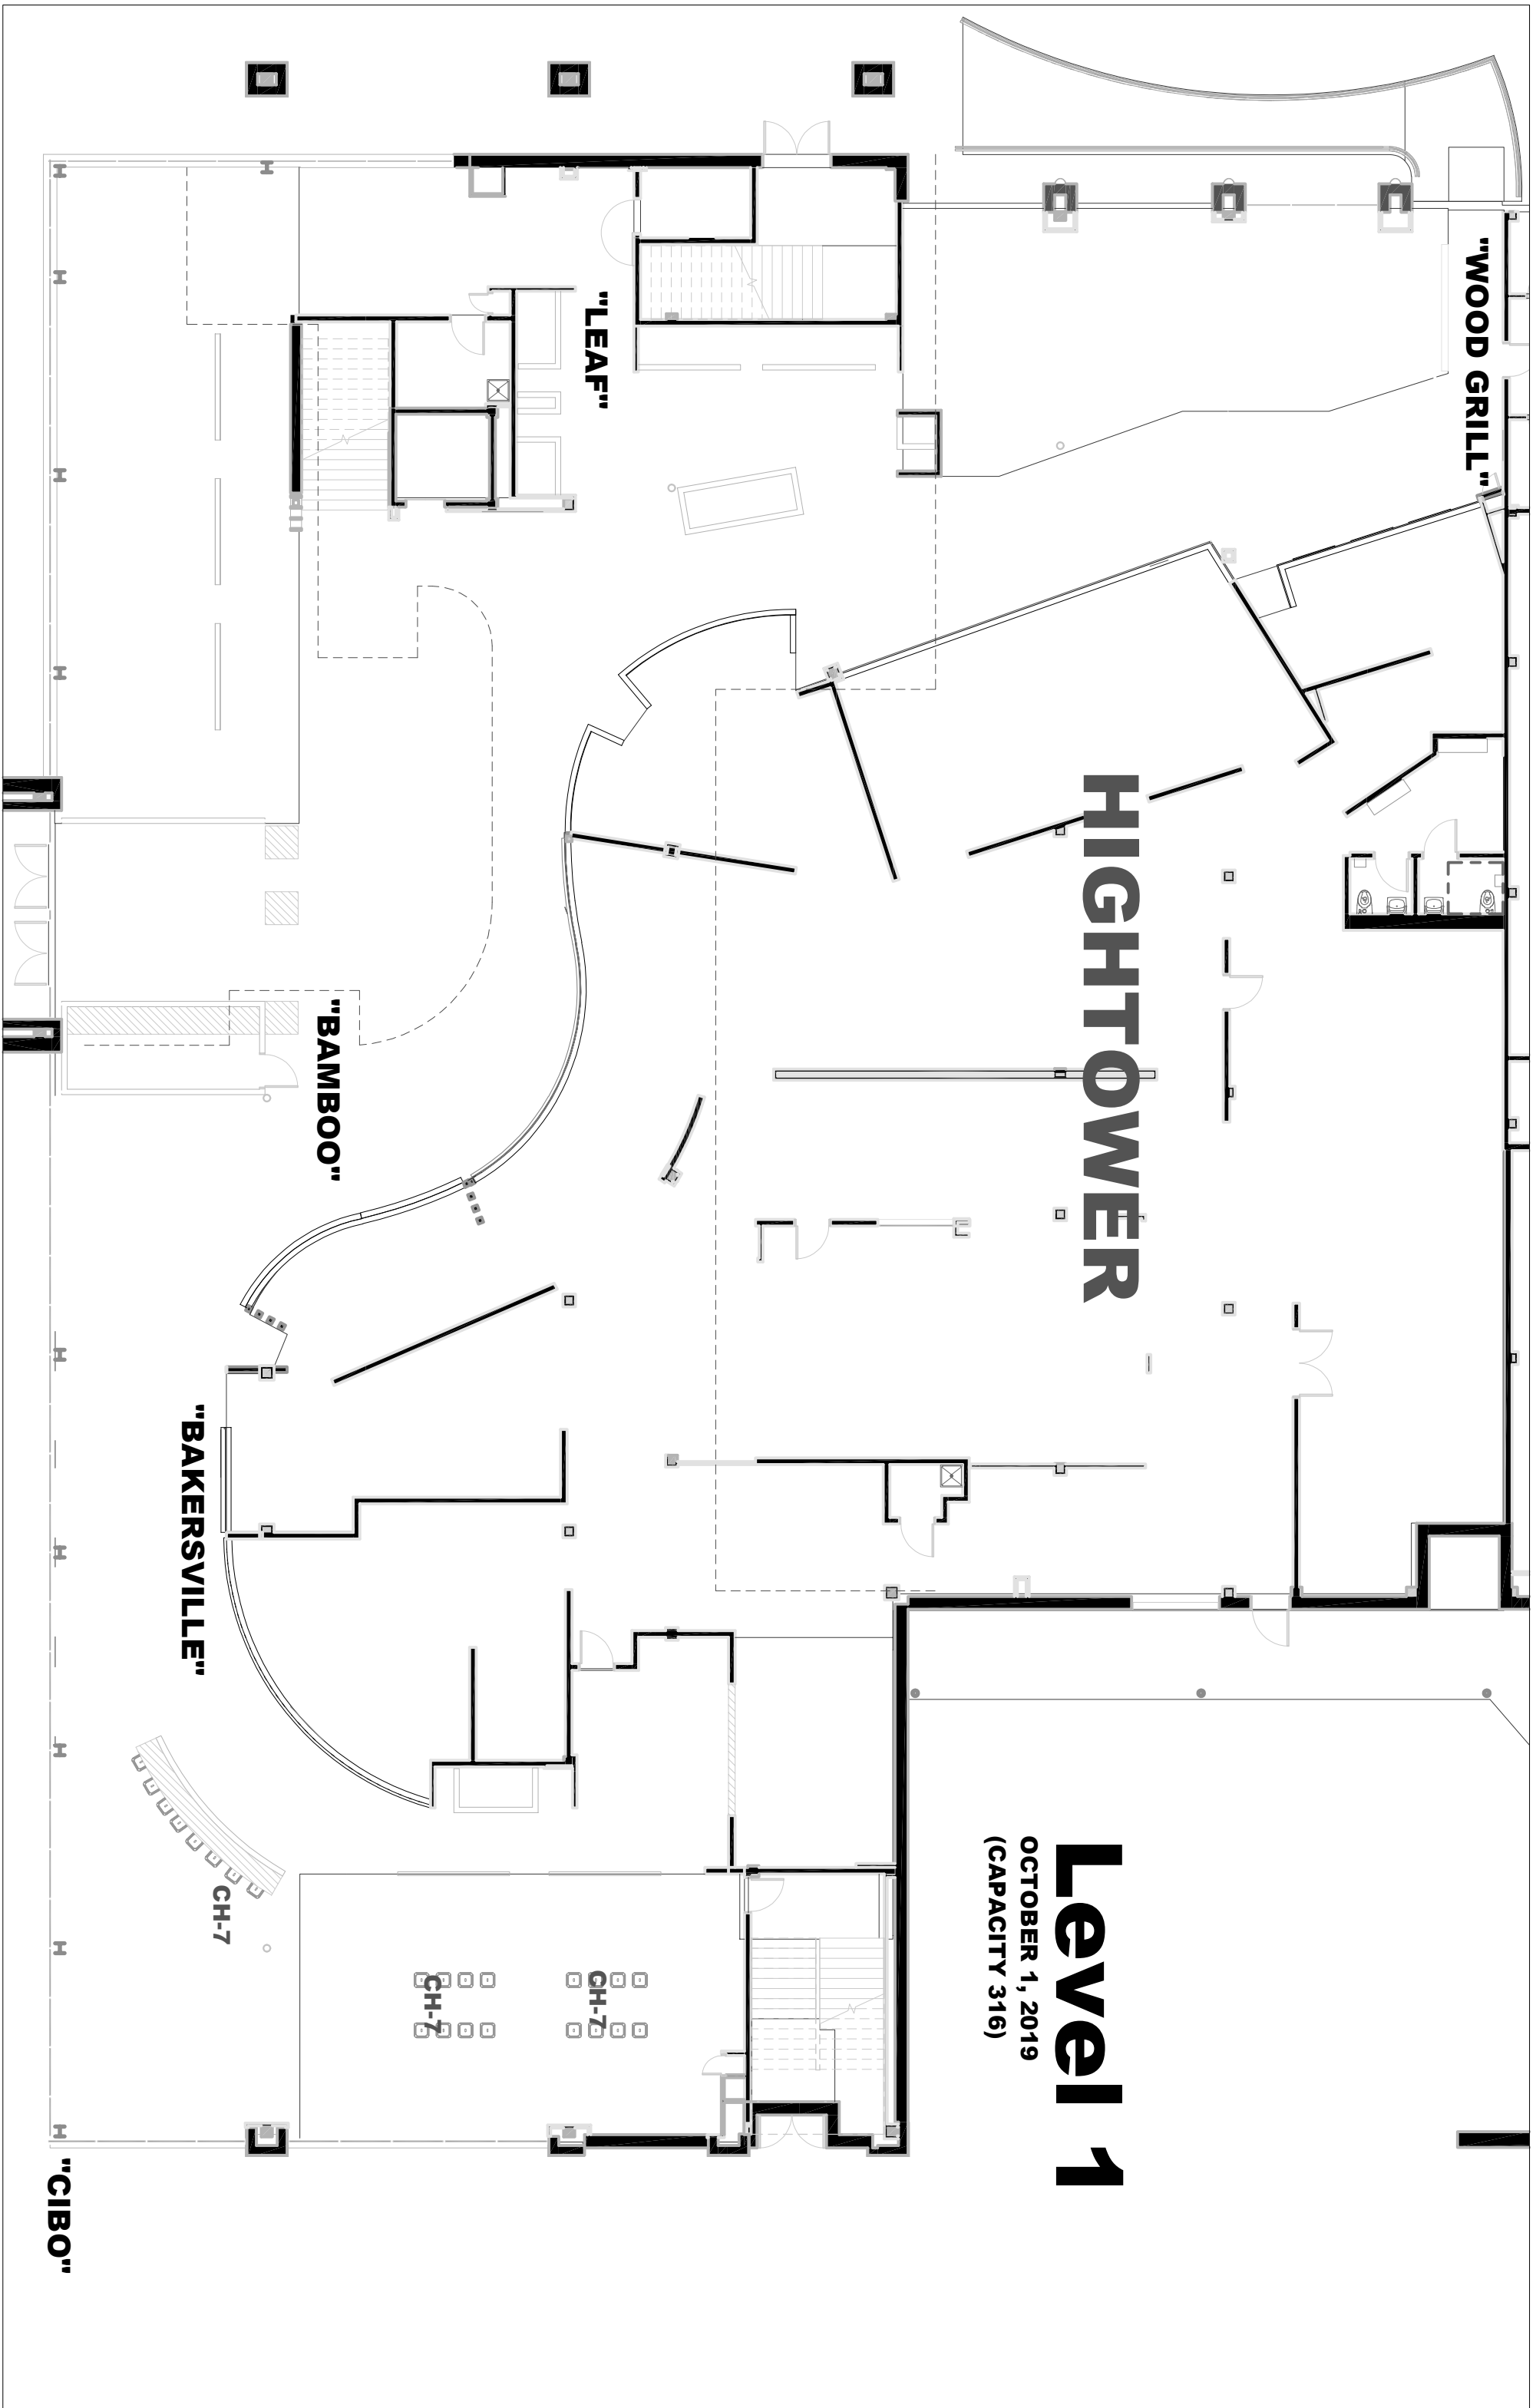 "WOOD GRILL"
"LEAF"
HIGHTOWER
"BAMBOO"
"BAKERSVILLE"
Level 1
OCTOBER 1, 2019
(CAPACITY 316)
CH-7
CH-7
CH-7
"CIBO"